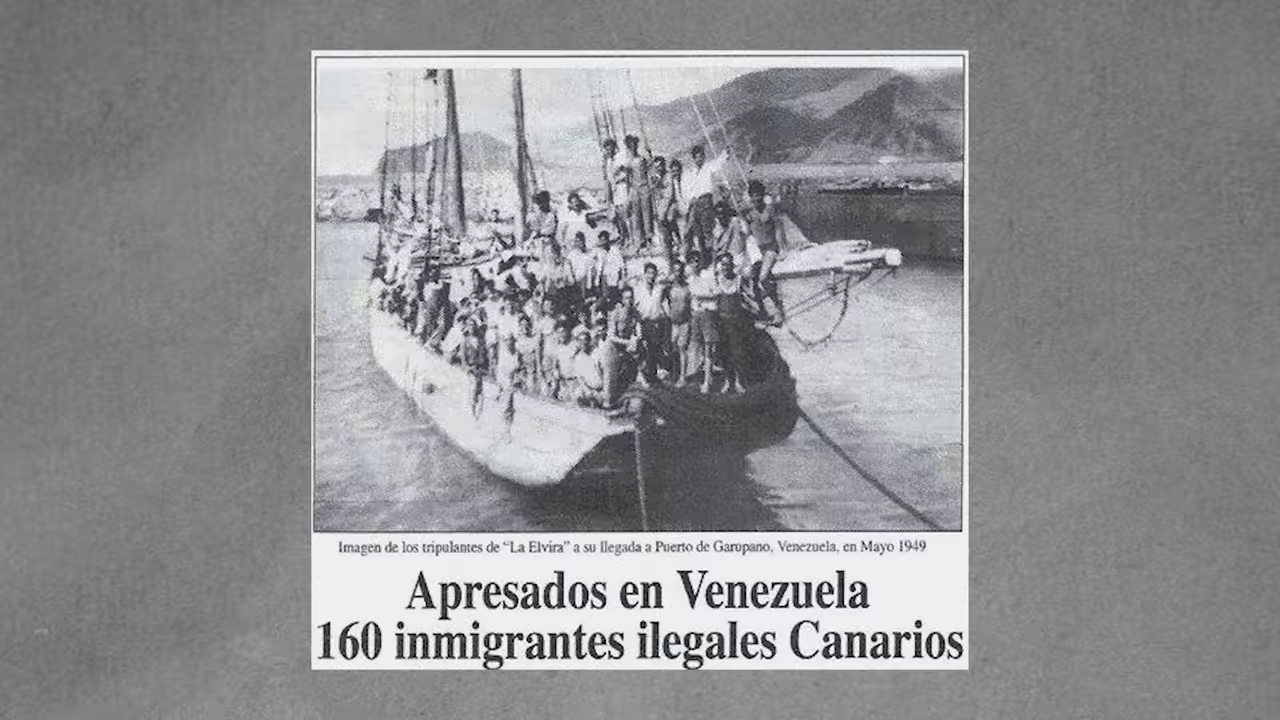 Imagen de los tripulantes de “La Elvira” a su llegada a Puerto de Garupano, Venezuela, en Mayo 1949
Apresados en Venezuela
160 inmigrantes ilegales Canarios